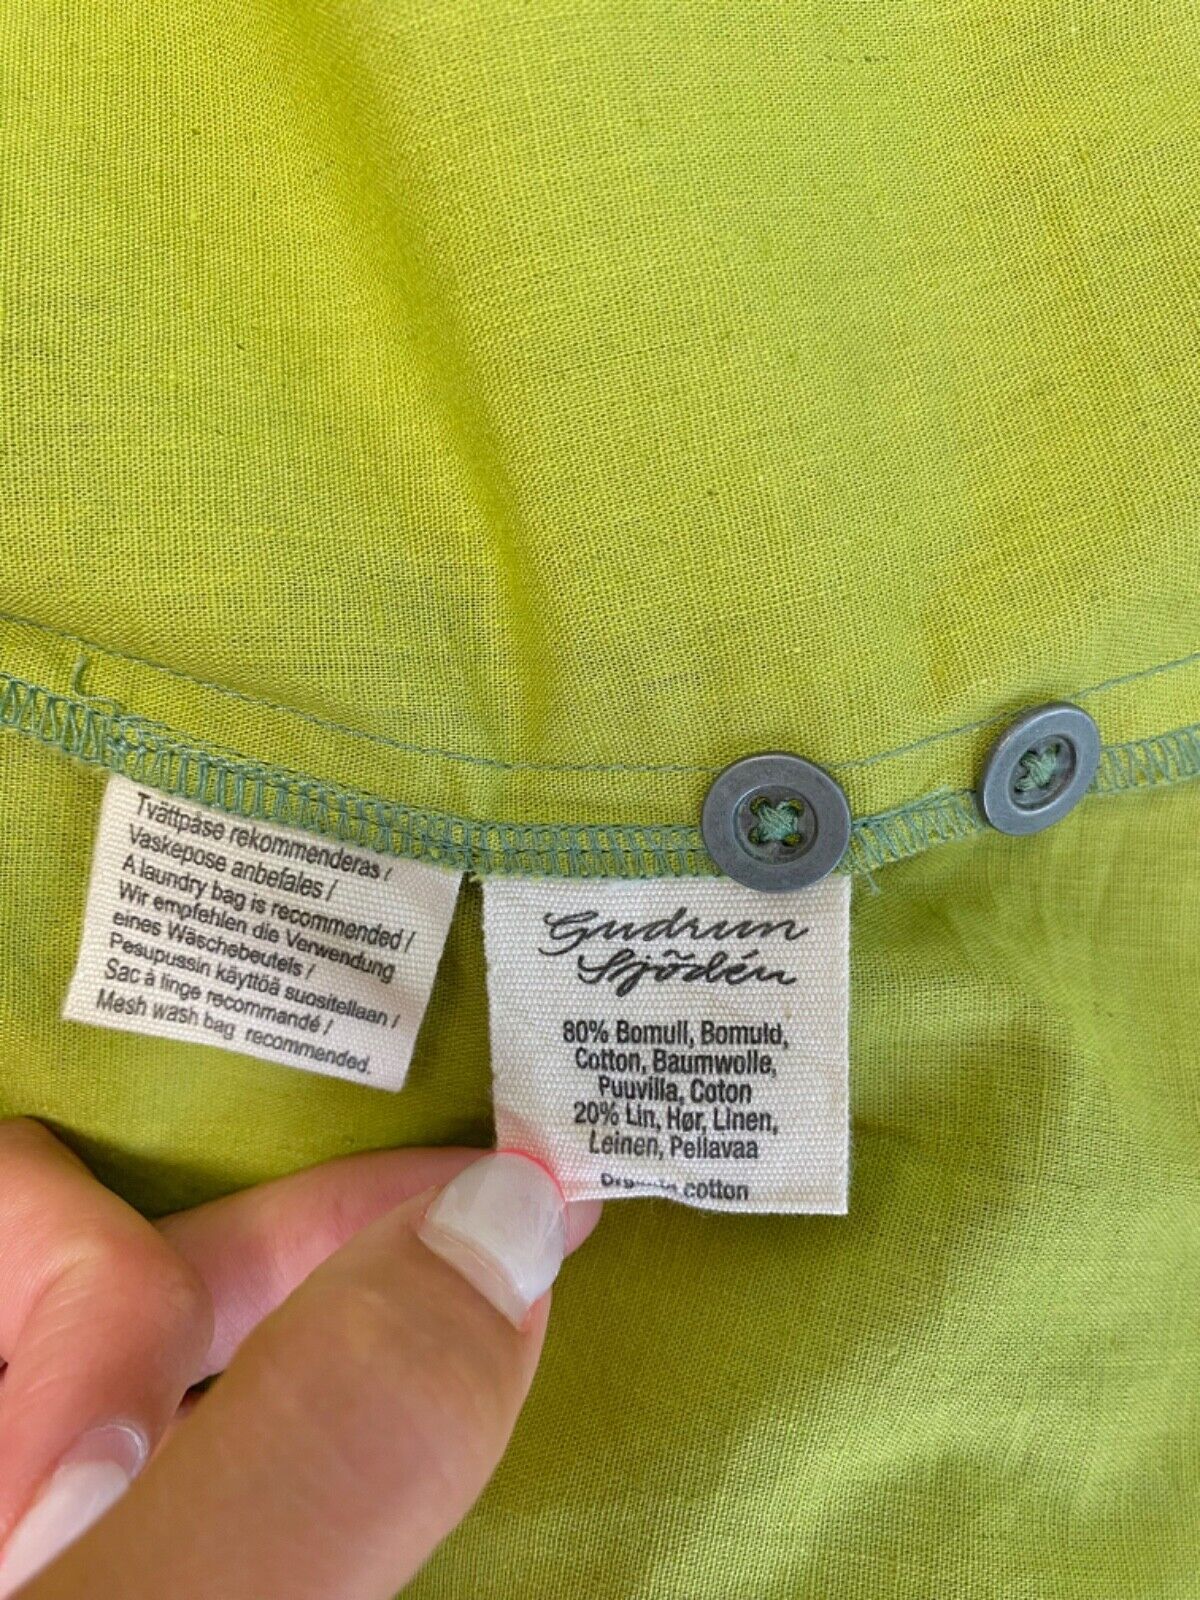 Tvättpåse rekommenderas /
Vaskepose anbefales /
A laundry bag is recommended /
Wir empfehlen die Verwendung
eines Wäschebeutels /
Pesupussin käyttöä suositellaan /
Sac à linge recommandé /
Mesh wash bag recommended.
Gudrun
Sjödén
80% Bomull, Bomuld,
Cotton, Baumwolle,
Puuvilla, Coton
20% Lin, Hør, Linen,
Leinen, Pellavaa
cotton